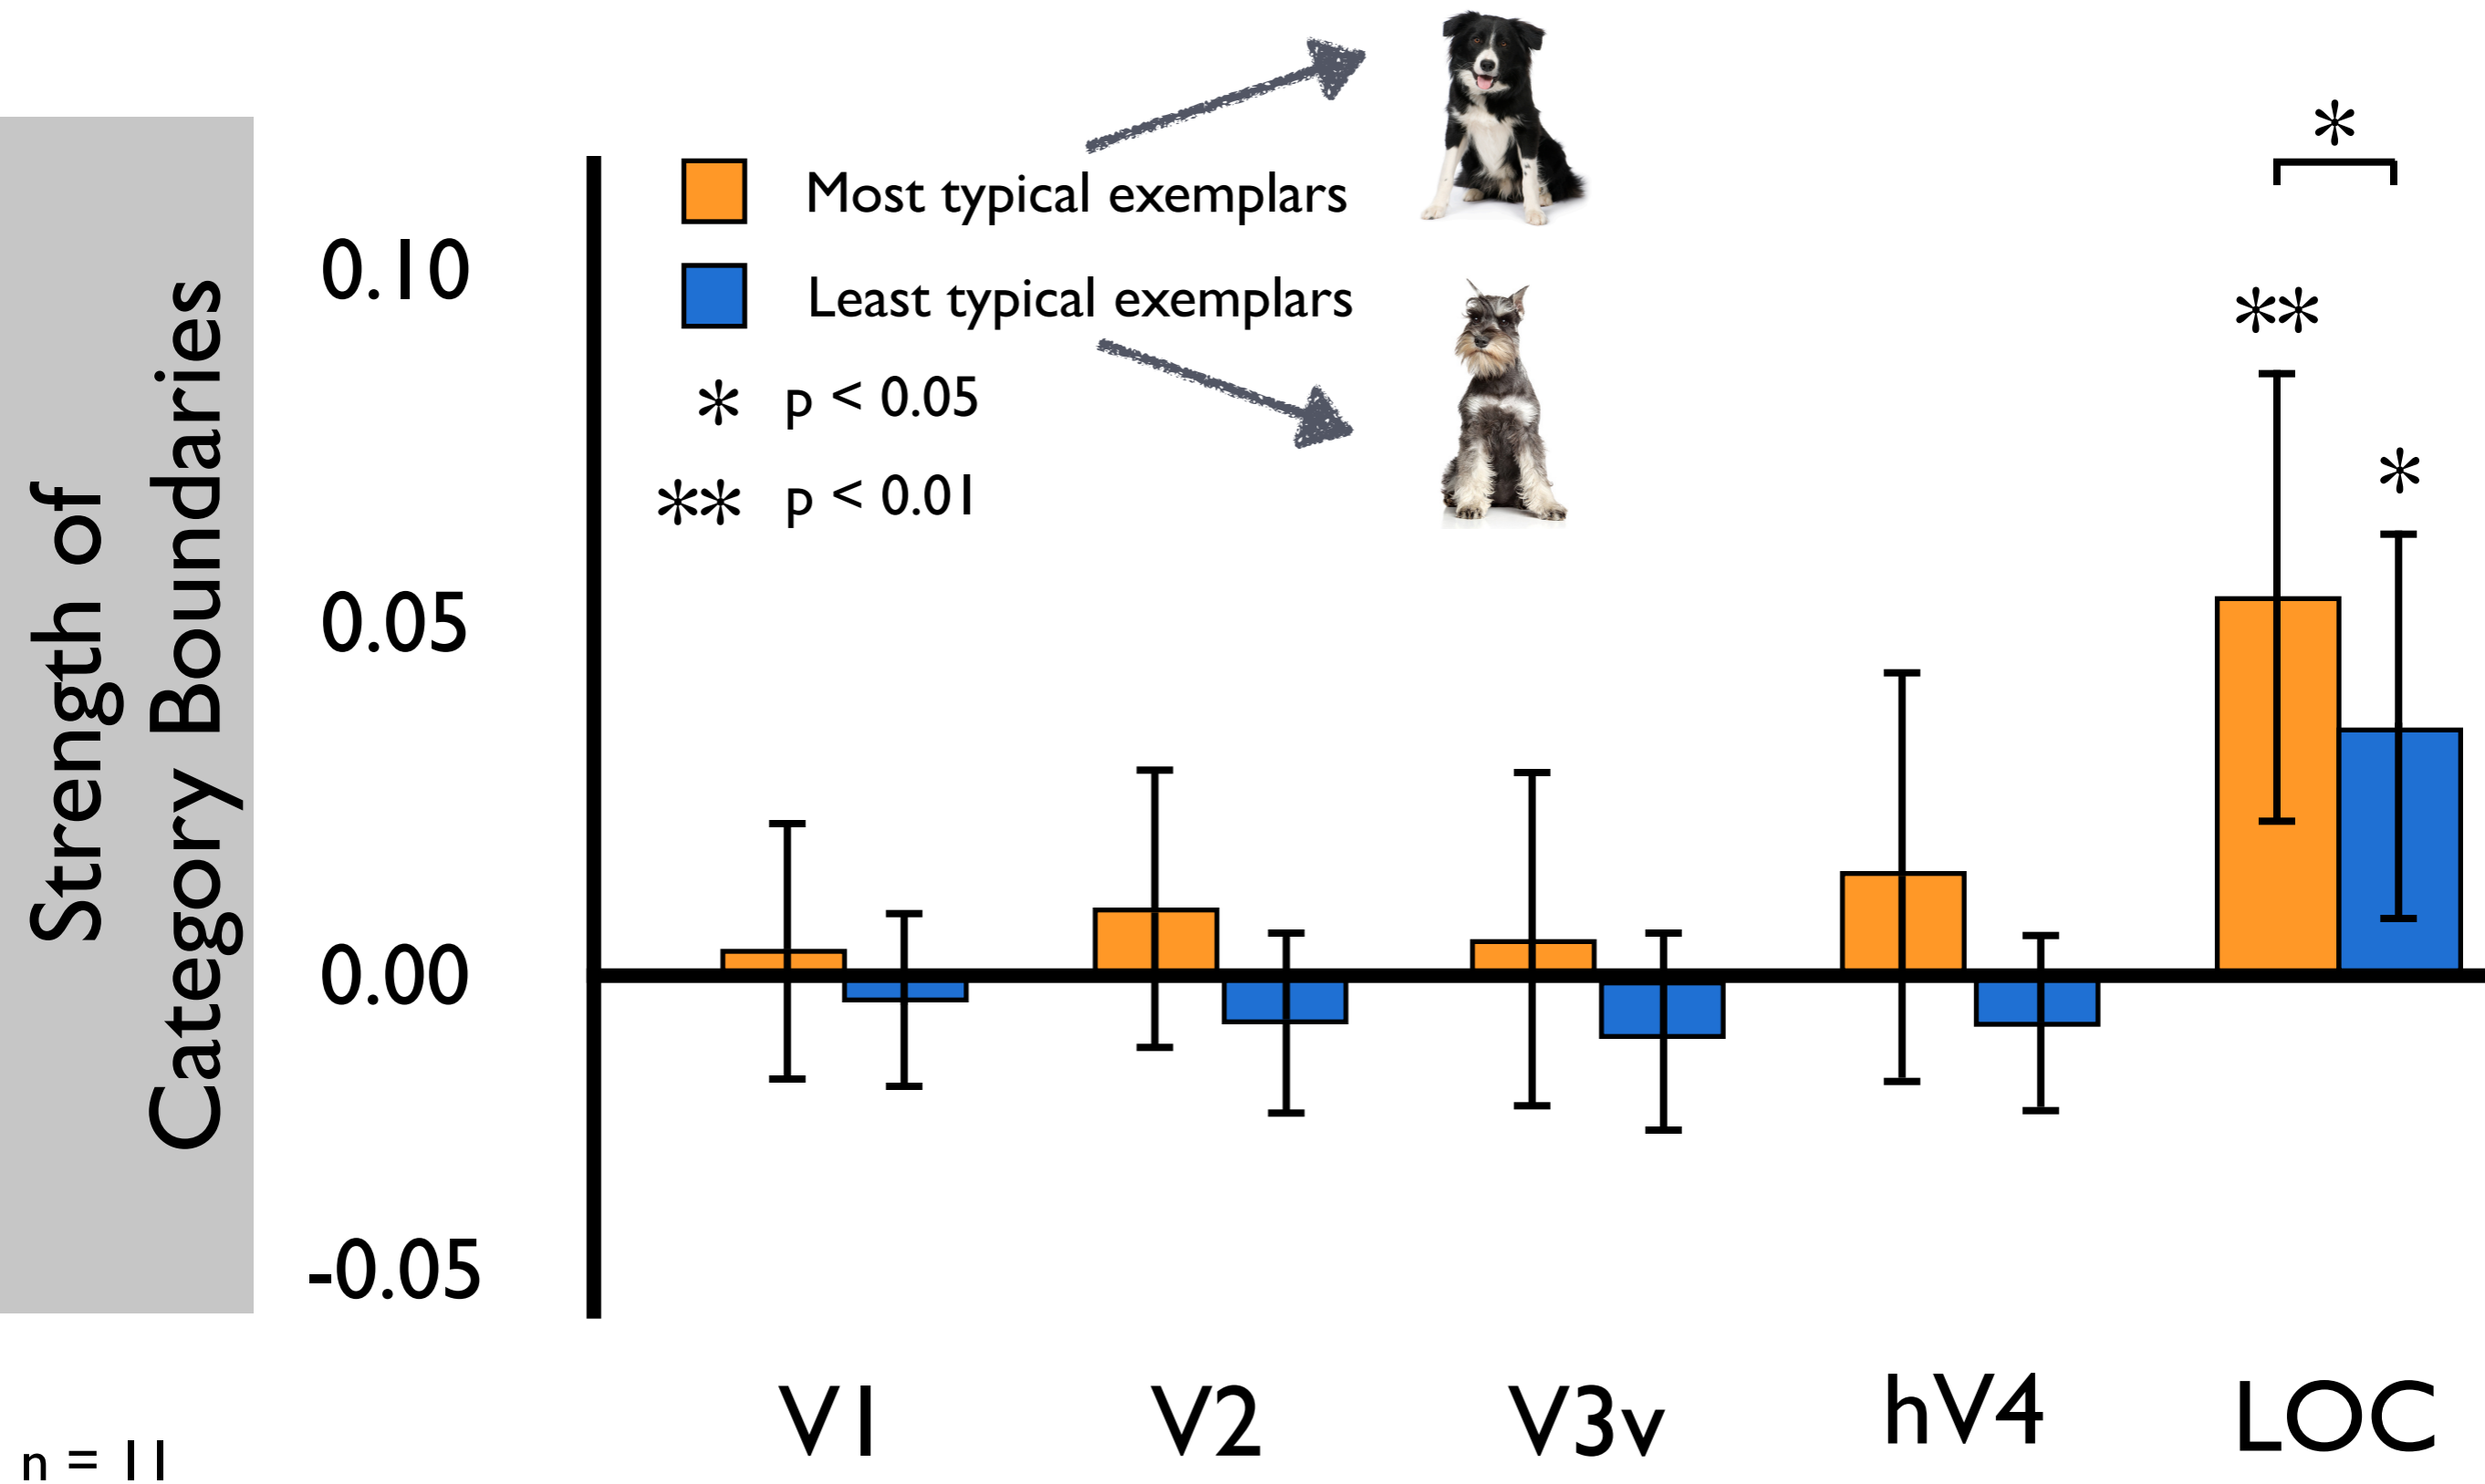 Strength of
Category Boundaries
0.10
0.05
0.00
-0.05
Most typical exemplars
Least typical exemplars
* p < 0.05
** p < 0.01
*
**
*
V1
V2
V3v
hV4
LOC
n = 11